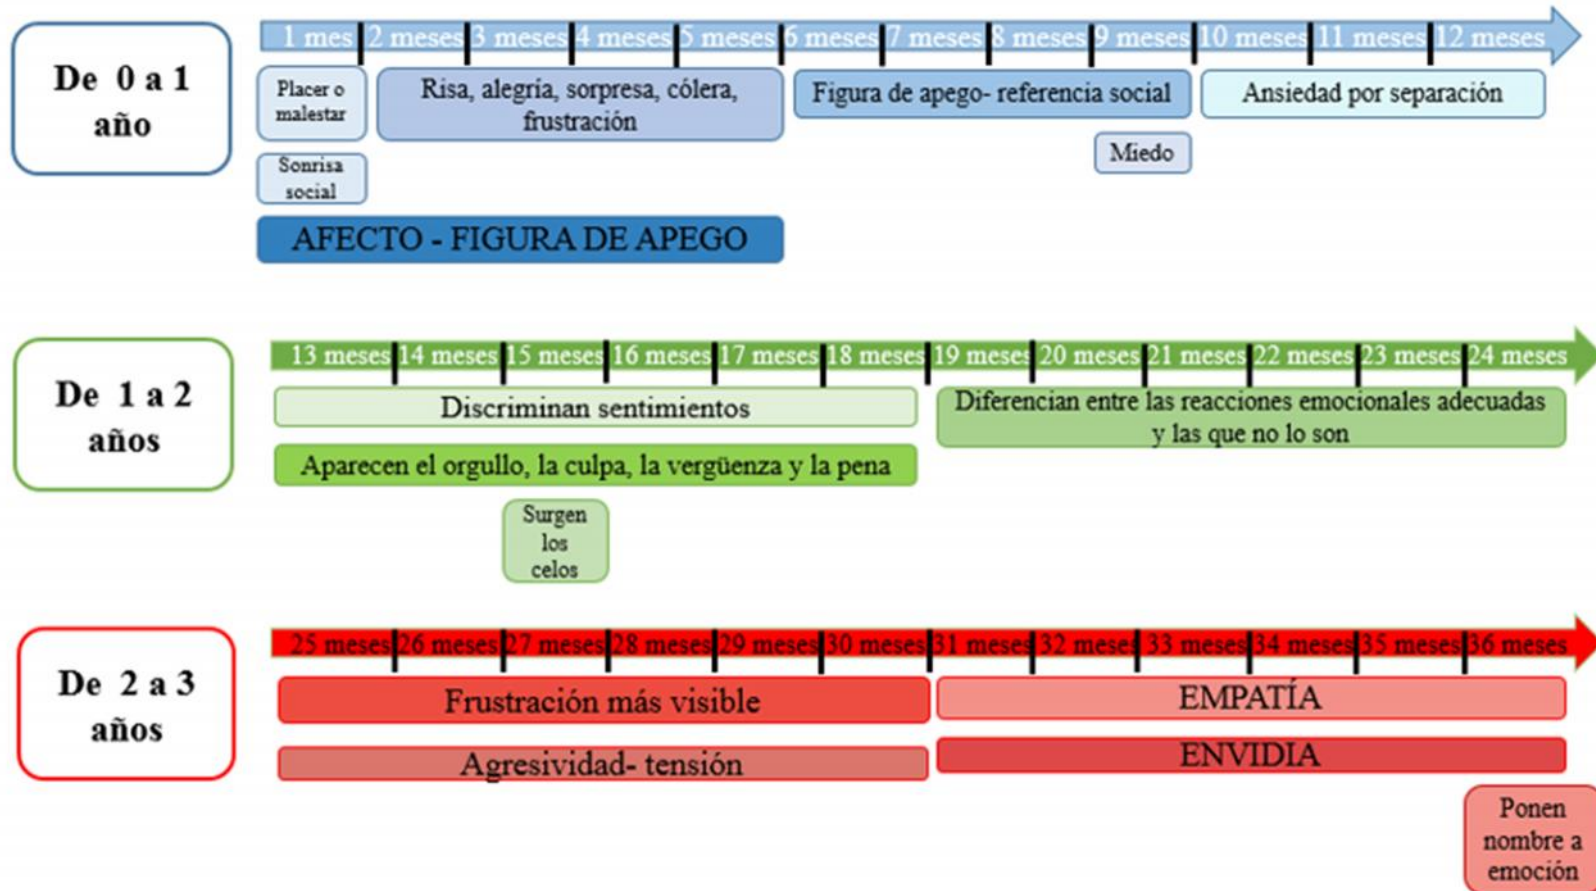 De 0 a 1
año
1 mes 2 meses 3 meses 4 meses 5 meses 6 meses 7 meses 8 meses 9 meses 10 meses 11 meses 12 meses
Placer o
malestar
Risa, alegría, sorpresa, cólera,
frustración
Figura de apego- referencia social
Ansiedad por separación
Miedo
Sonrisa
social
AFECTO - FIGURA DE APEGO
De 1 a 2
años
13 meses 14 meses 15 meses 16 meses 17 meses 18 meses 19 meses 20 meses 21 meses 22 meses 23 meses 24 meses
Discriminan sentimientos
Diferencian entre las reacciones emocionales adecuadas
y las que no lo son
Aparecen el orgullo, la culpa, la vergüenza y la pena
Surgen
los
celos
De 2 a 3
años
25 meses 26 meses 27 meses 28 meses 29 meses 30 meses 31 meses 32 meses 33 meses 34 meses 35 meses 36 meses
Frustración más visible
EMPATÍA
Agresividad- tensión
ENVIDIA
Ponen
nombre a
emoción